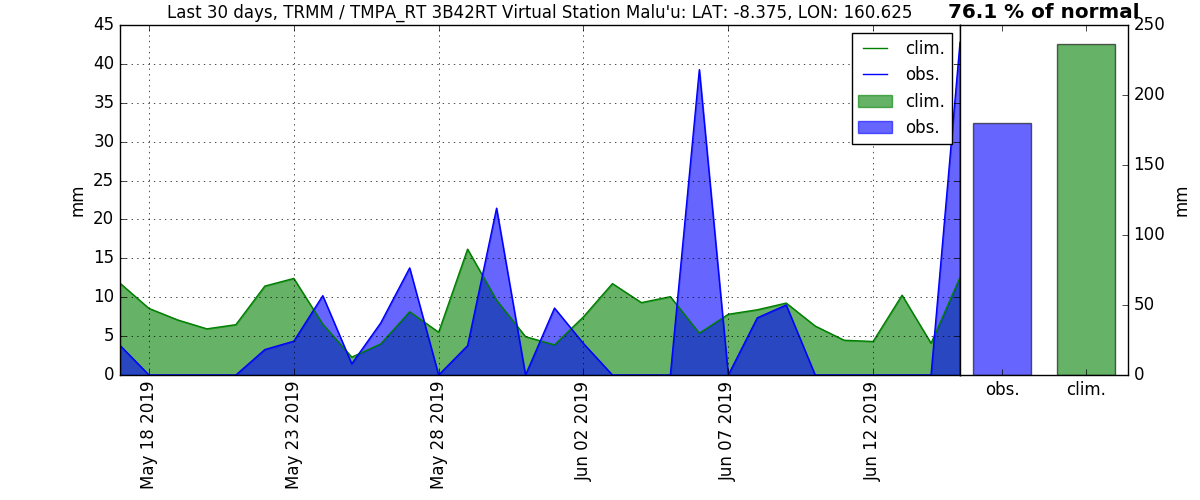 Last 30 days, TRMM / TMPA_RT 3B42RT Virtual Station Malu'u: LAT: -8.375, LON: 160.625
76.1 % of normal
45
40
35
30
25
20
15
10
5
0
mm
clim.
obs.
clim.
obs.
250
200
150
100
50
0
mm
obs.
clim.
May 18 2019
May 23 2019
May 28 2019
Jun 02 2019
Jun 07 2019
Jun 12 2019